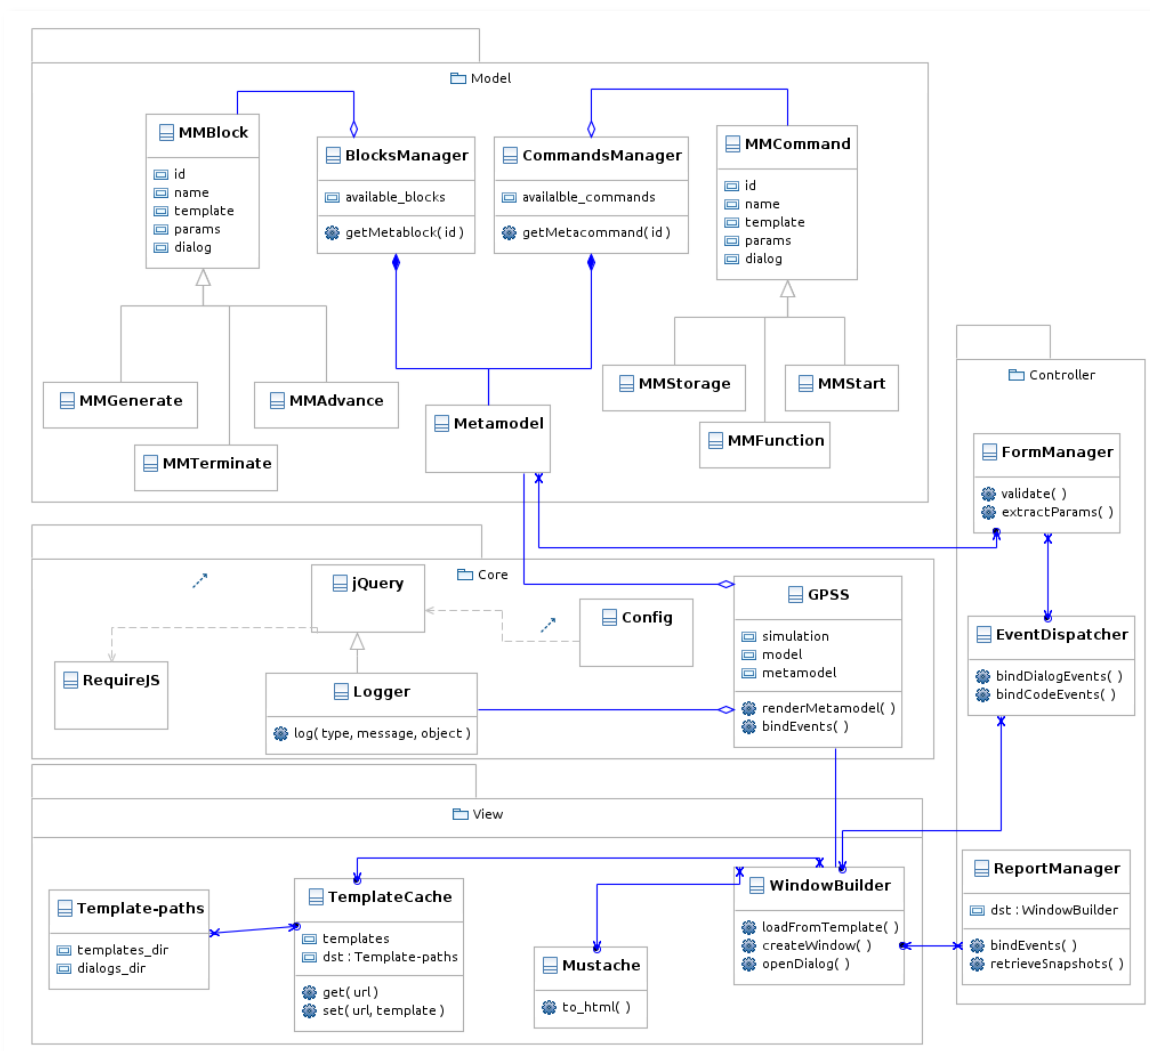 Model
MMBlock
id
name
template
params
dialog
BlocksManager
available_blocks
getMetablock( id )
CommandsManager
availalble_commands
getMetacommand( id )
MMCommand
id
name
template
params
dialog
MMGenerate
MMAdvance
MMTerminate
Metamodel
MMStorage
MMStart
MMFunction
Controller
FormManager
validate( )
extractParams( )
Core
jQuery
Config
RequireJS
Logger
log( type, message, object )
GPSS
simulation
model
metamodel
renderMetamodel( )
bindEvents( )
EventDispatcher
bindDialogEvents( )
bindCodeEvents( )
View
Template-paths
templates_dir
dialogs_dir
TemplateCache
templates
dst : Template-paths
get( url )
set( url, template )
Mustache
to_html( )
WindowBuilder
loadFromTemplate( )
createWindow( )
openDialog( )
ReportManager
dst : WindowBuilder
bindEvents( )
retrieveSnapshots( )